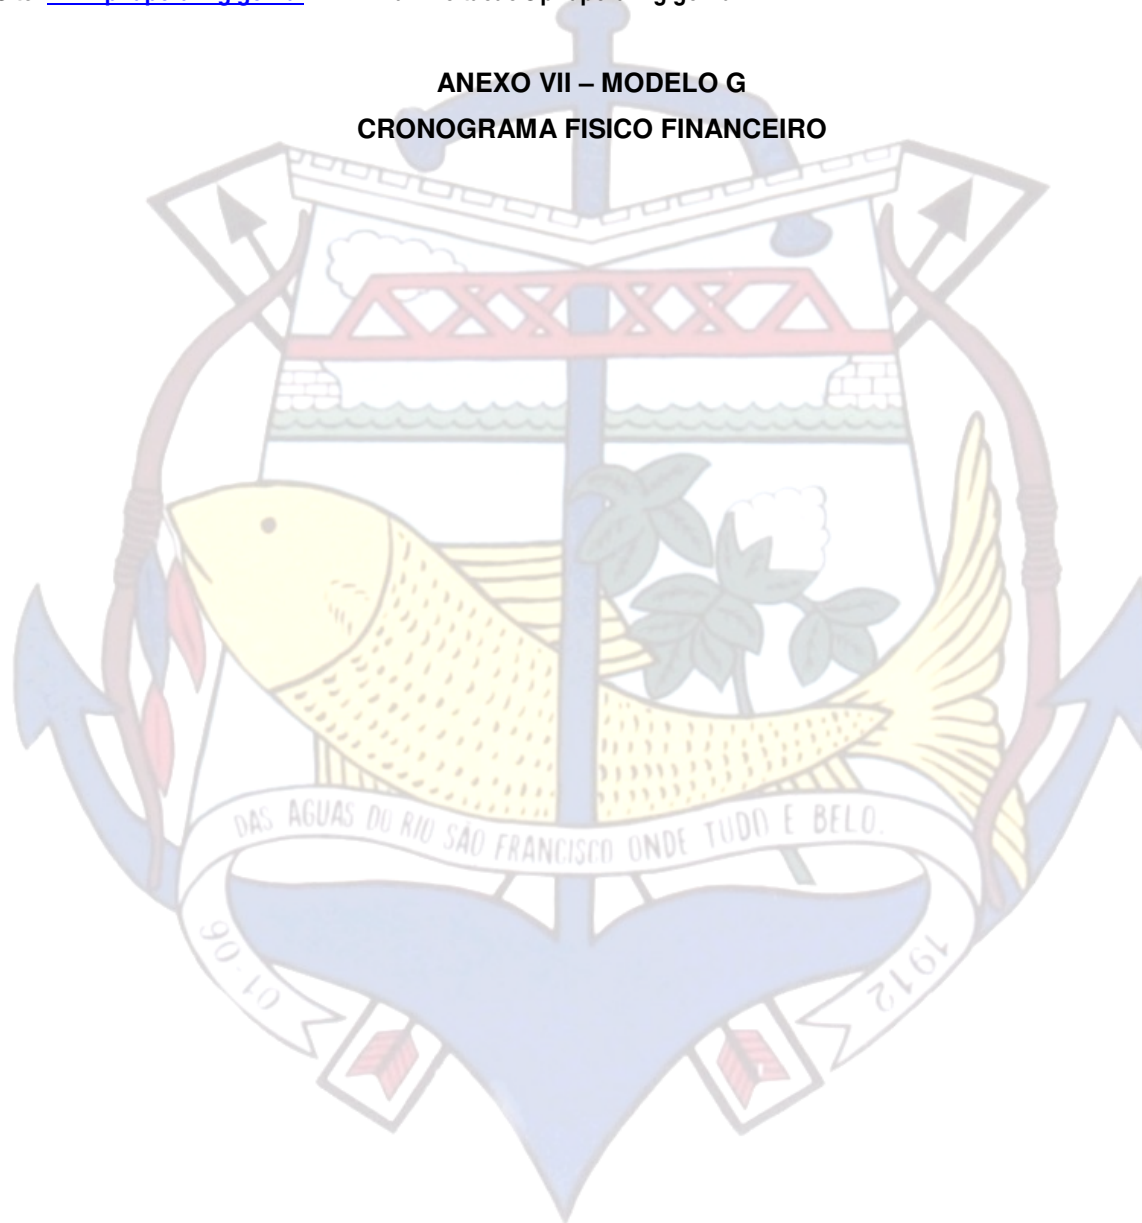 ANEXO VII – MODELO G
CRONOGRAMA FISICO FINANCEIRO
DAS AGUAS DO RIO SÃO FRANCISCO ONDE TUDO E BELO.
01-06
1912